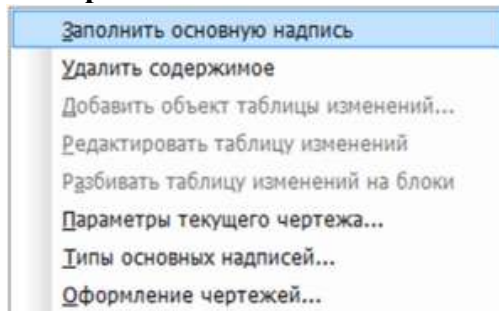 Заполнить основную надпись
Удалить содержимое
Добавить объект таблицы изменений...
Редактировать таблицу изменений
Разбивать таблицу изменений на блоки
Параметры текущего чертежа...
Типы основных надписей...
Оформление чертежей...